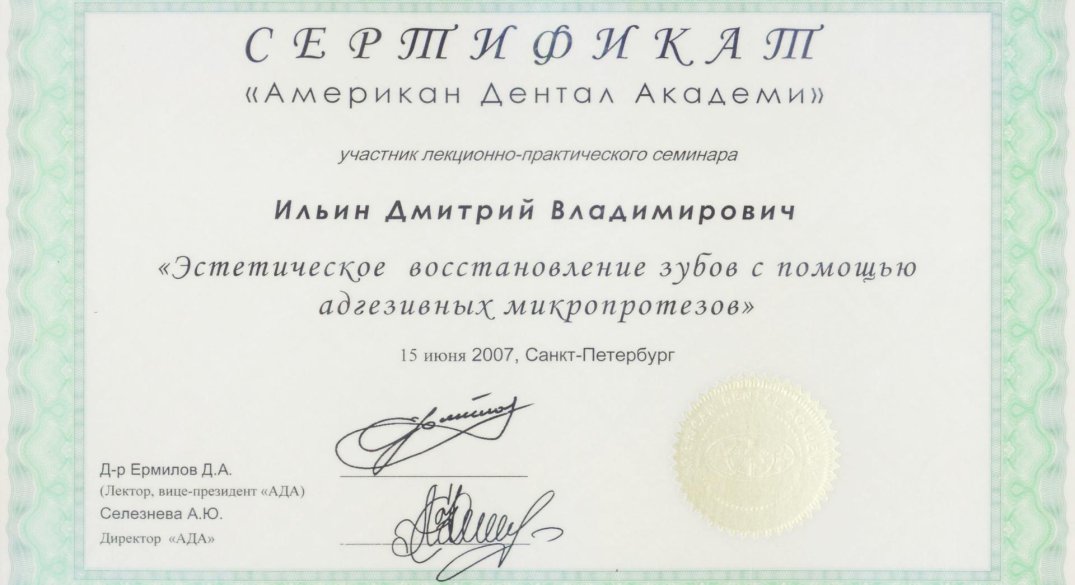 СЕРТИФИКАТ
«Американ Дентал Академи»
участник лекционно-практического семинара
Ильин Дмитрий Владимирович
«Эстетическое восстановление зубов с помощью
адгезивных микропротезов»
15 июня 2007, Санкт-Петербург
Д-р Ермилов Д.А.
(Лектор, вице-президент «АДА)
Селезнева А.Ю.
Директор «АДА»